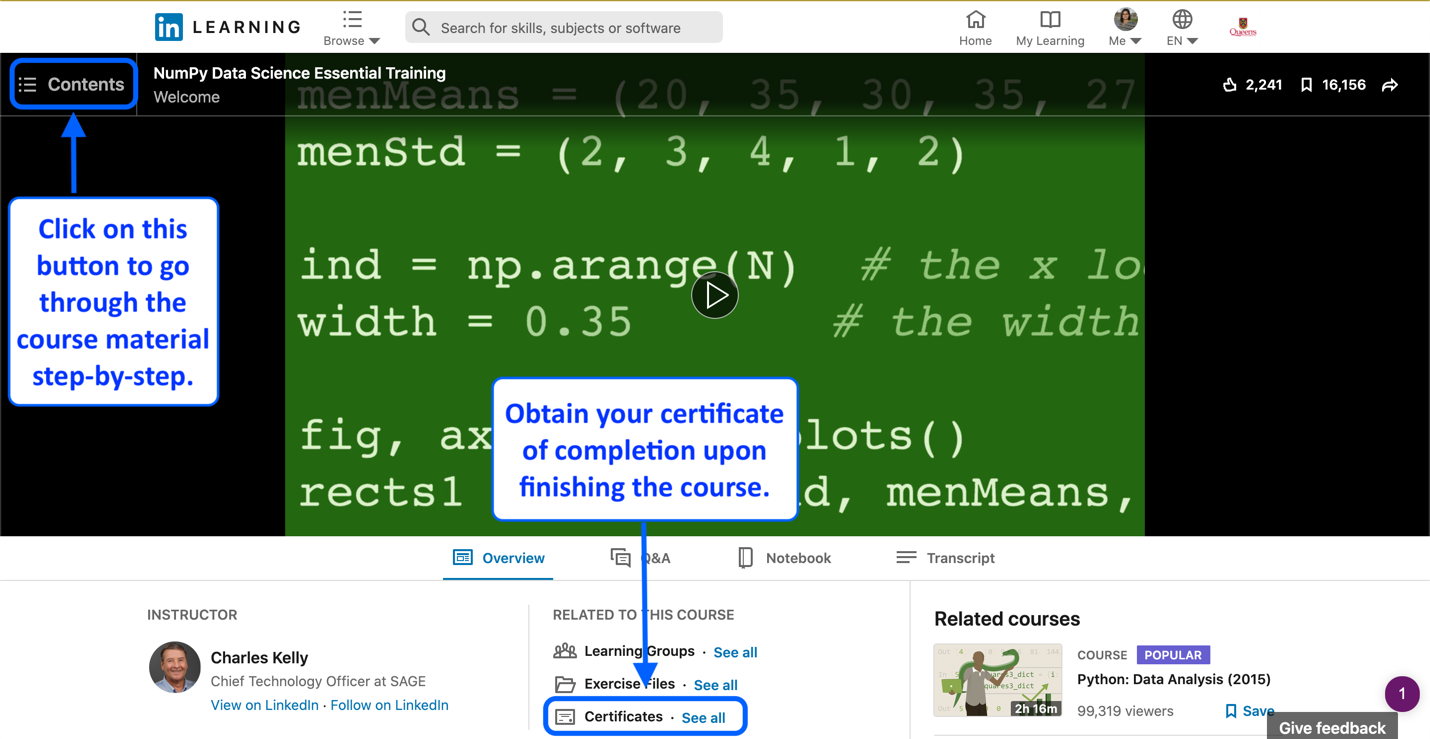 in LEARNING
Browse
Search for skills, subjects or software
Home
My Learning
Me
EN
Queens
Contents
NumPy Data Science Essential Training
Welcome
2,241
16,156
menMeans = (20, 35, 30, 35, 27
menStd = (2, 3, 4, 1, 2)
ind = np.arange(N) # the x lo
width = 0.35 # the width
fig, ax lots()
rects1 d, menMeans,
Click on this
button to go
through the
course material
step-by-step.
Obtain your certificate
of completion upon
finishing the course.
Overview
Q&A
Notebook
Transcript
INSTRUCTOR
Charles Kelly
Chief Technology Officer at SAGE
View on LinkedIn · Follow on LinkedIn
RELATED TO THIS COURSE
Learning Groups · See all
Exercise Files · See all
Certificates · See all
Related courses
COURSE POPULAR
Python: Data Analysis (2015)
99,319 viewers
Save
2h 16m
1
Give feedback